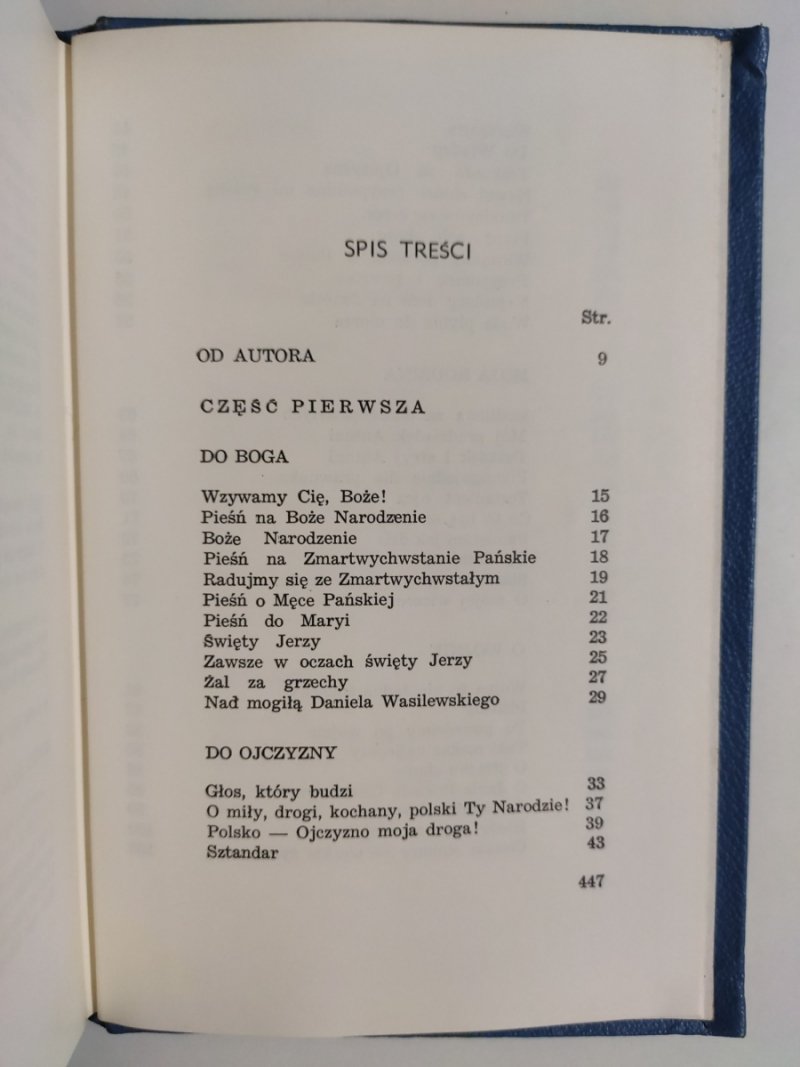 SPIS TREŚCI
Str.
OD AUTORA 9
CZĘŚĆ PIERWSZA
DO BOGA
Wzywamy Cię, Boże! 15
Pieśń na Boże Narodzenie 16
Boże Narodzenie 17
Pieśń na Zmartwychwstanie Pańskie 18
Radujmy się ze Zmartwychwstałym 19
Pieśń o Męce Pańskiej 21
Pieśń do Maryi 22
Święty Jerzy 23
Zawsze w oczach święty Jerzy 25
Żal za grzechy 27
Nad mogiłą Daniela Wasilewskiego 29
DO OJCZYZNY
Głos, który budzi 33
O miły, drogi, kochany, polski Ty Narodzie! 37
Polsko — Ojczyzno moja droga! 39
Sztandar 43
447